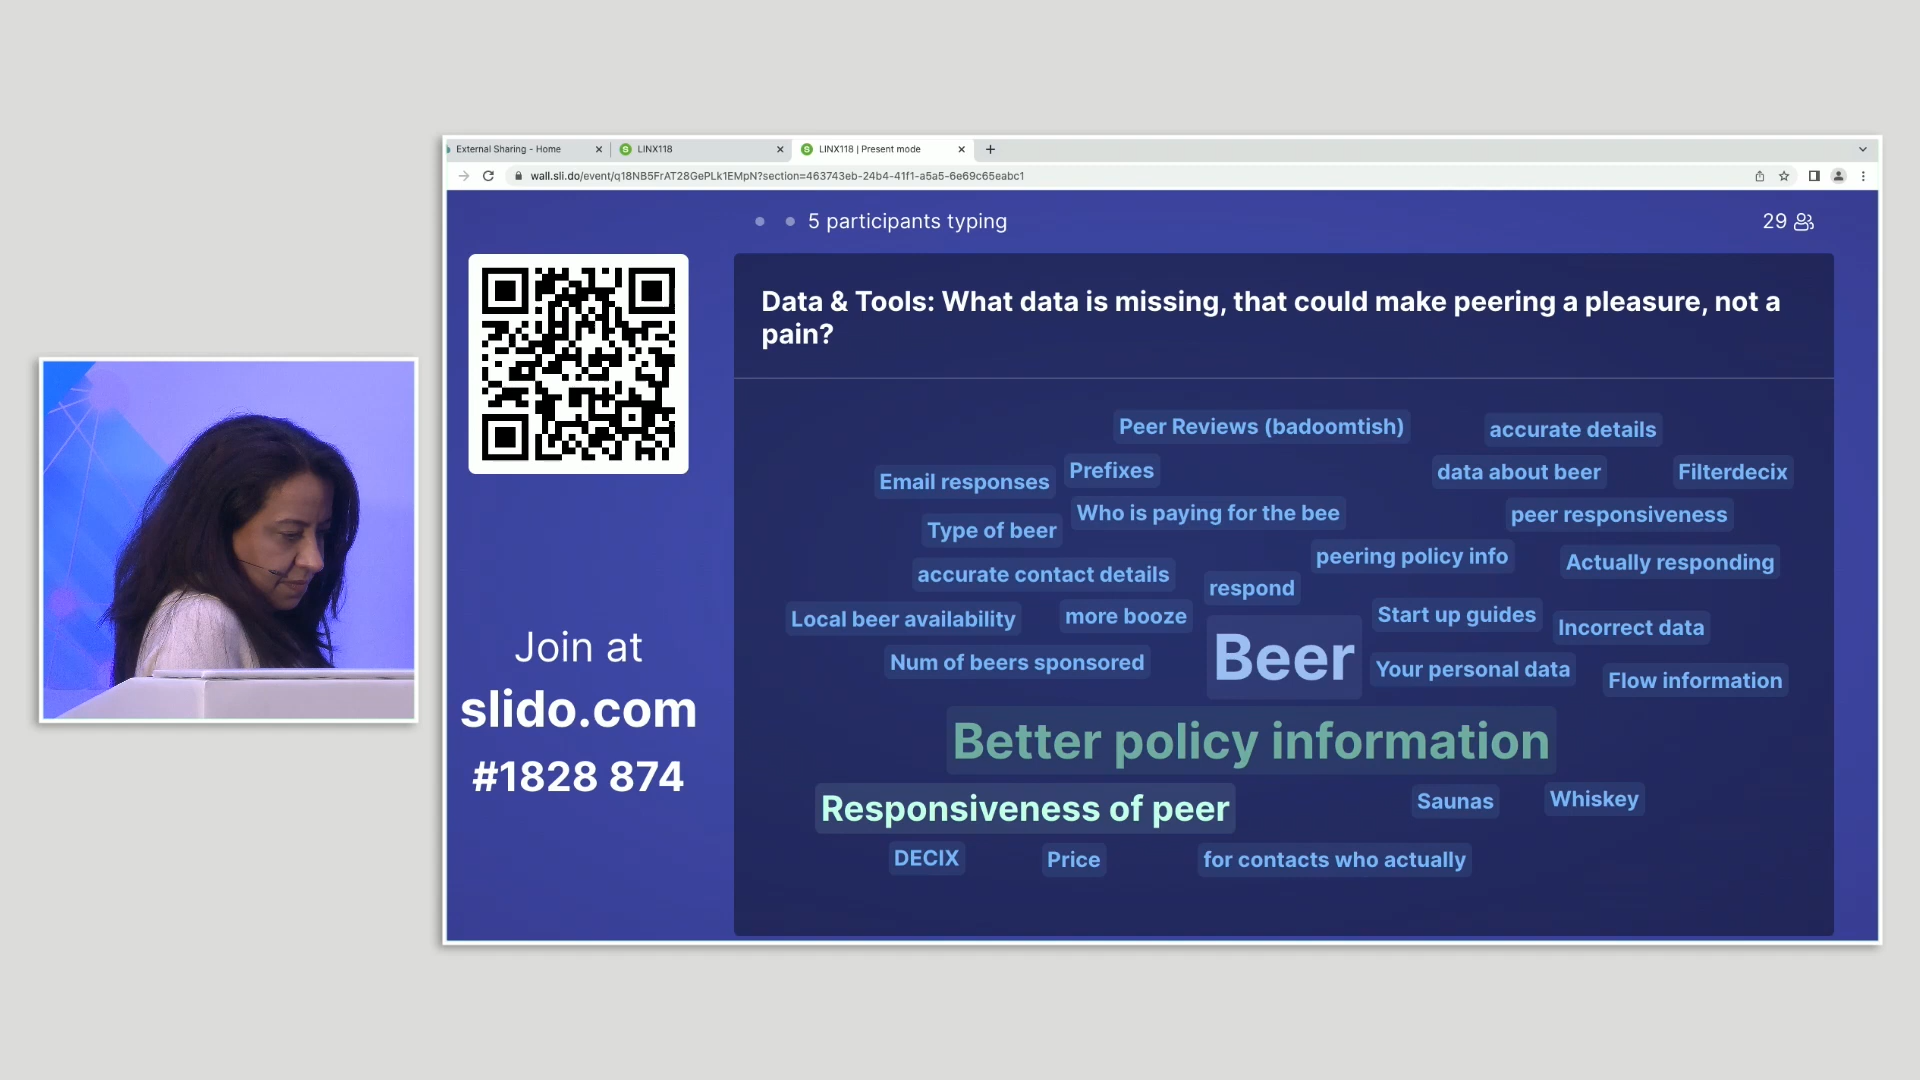 External Sharing - Home
LINX118
LINX118 | Present mode
wall.sli.do/event/q18NB5FrAT28GePLk1EMpN?section=463743eb-24b4-41f1-a5a5-6e69c65eabc1
5 participants typing
29
Data & Tools: What data is missing, that could make peering a pleasure, not a
pain?
Peer Reviews (badoomtish)
accurate details
Email responses
Prefixes
data about beer
Filterdecix
Type of beer
Who is paying for the bee
peer responsiveness
peering policy info
Actually responding
accurate contact details
respond
Local beer availability
more booze
Start up guides
Incorrect data
Num of beers sponsored
Beer
Your personal data
Flow information
Better policy information
Responsiveness of peer
Saunas
Whiskey
DECIX
Price
for contacts who actually
Join at
slido.com
#1828 874